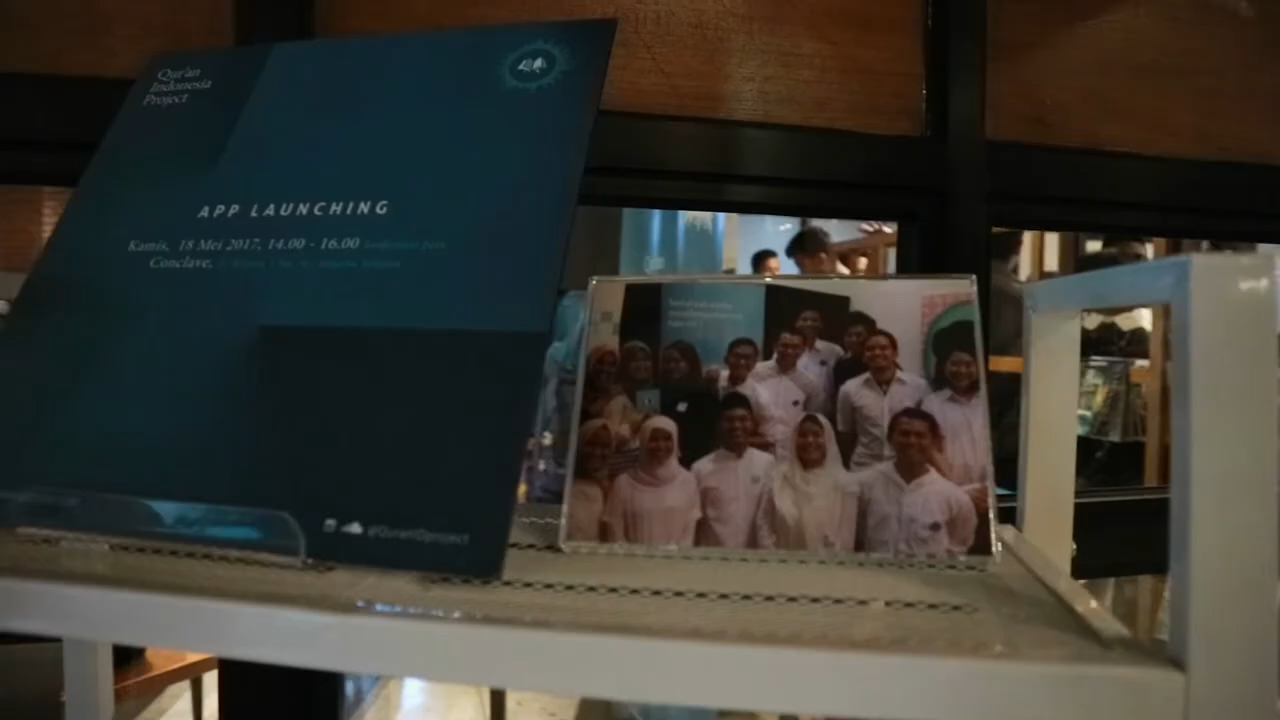 Qur'an
Indonesia
Project
APP LAUNCHING
Kamis, 18 Mei 2017, 14.00 - 16.00
Conclave,
@QuranIDproject